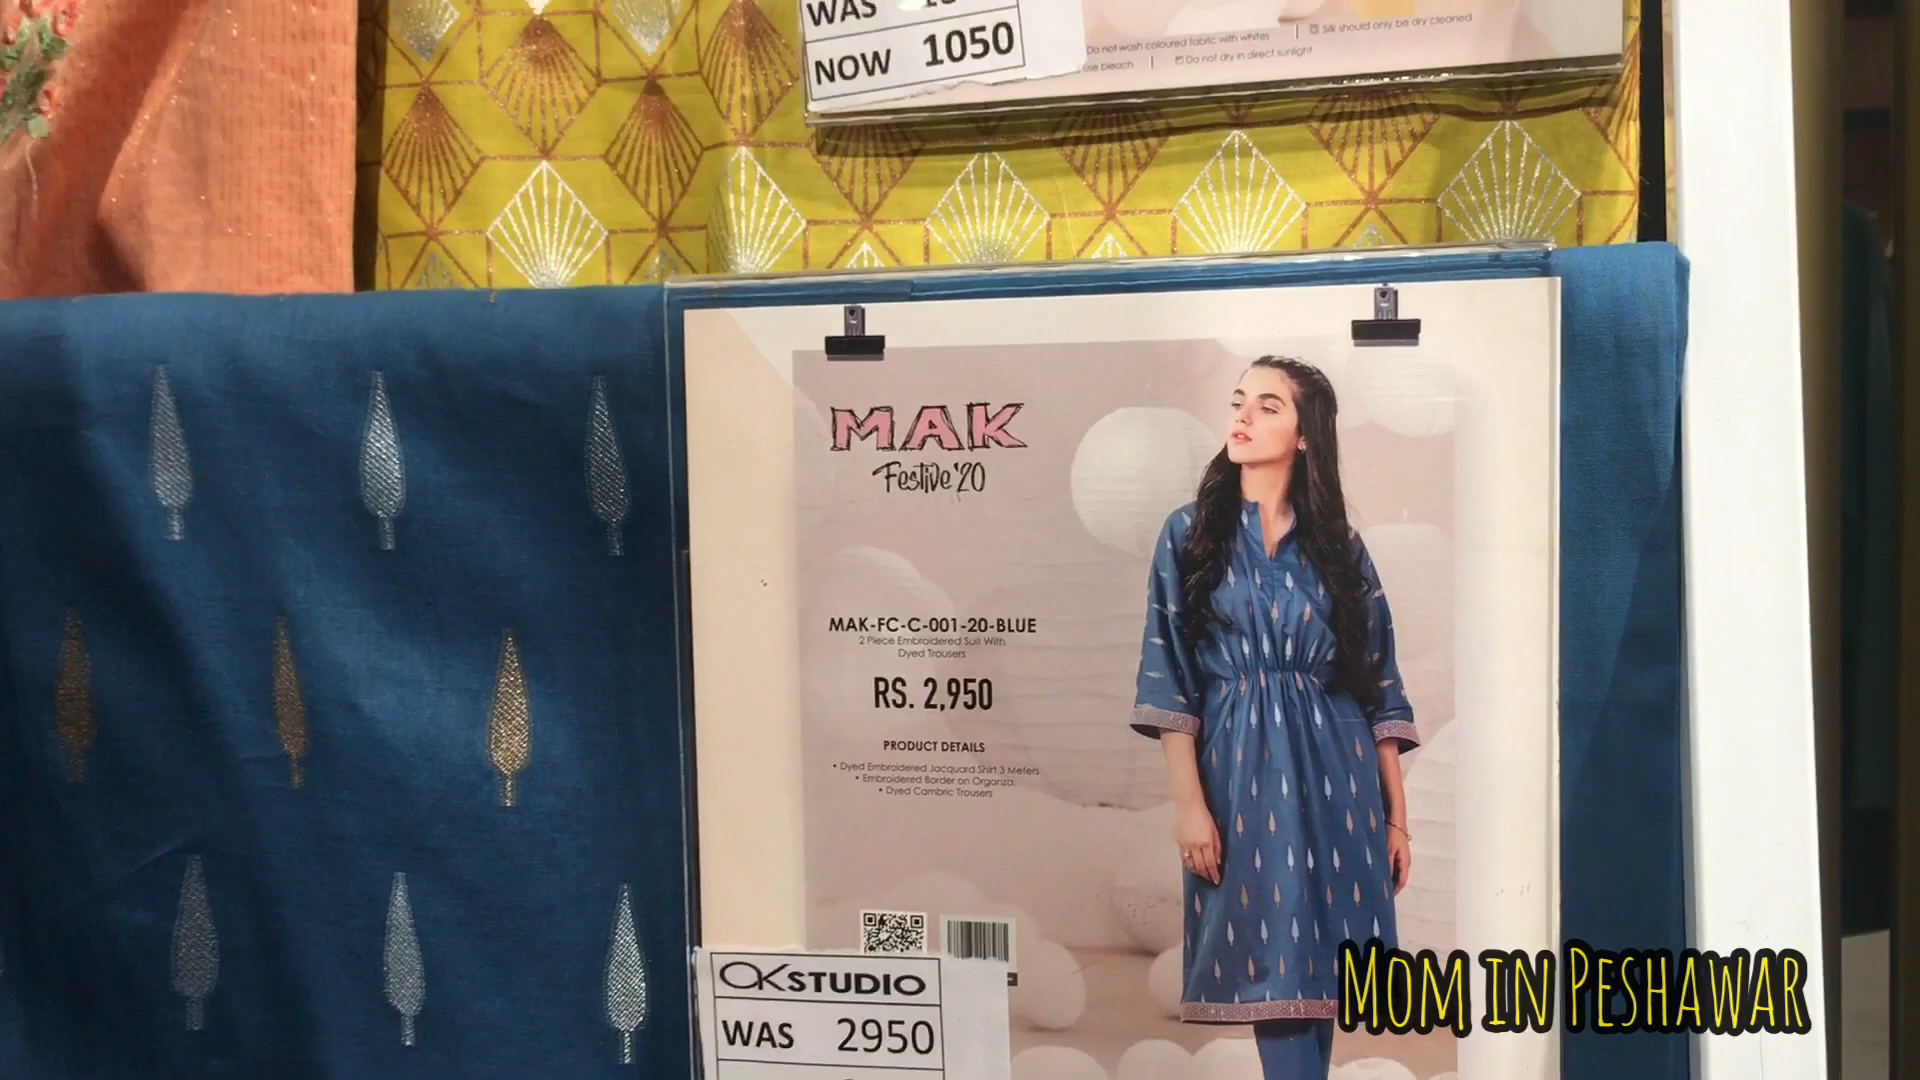 WAS
NOW 1050
Do not wash coloured fabric with whites
Silk should only be dry cleaned
use bleach
Do not dry in direct sunlight
MAK
Festive '20
MAK-FC-C-001-20-BLUE
2 Piece Embroidered Suit With
Dyed Trousers
RS. 2,950
PRODUCT DETAILS
• Dyed Embroidered Jacquard Shirt 3 Meters
• Embroidered Border on Organza.
• Dyed Cambric Trousers
OKSTUDIO
WAS 2950
MOM IN PESHAWAR